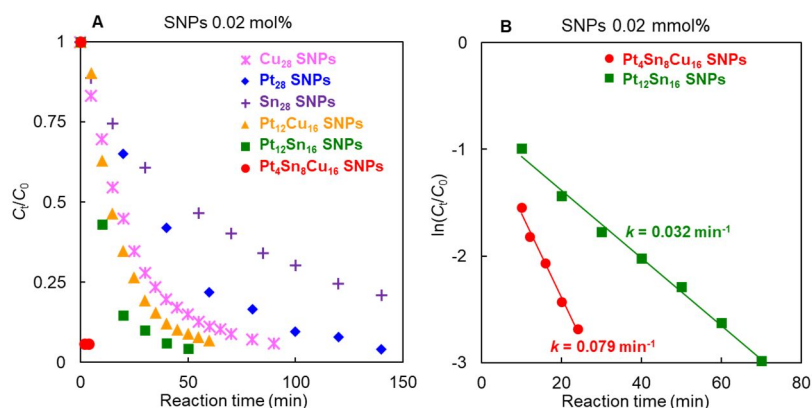 A
SNPs 0.02 mol%
1
0.75
0.5
0.25
0
0
50
100
150
Cₜ/C₀
Reaction time (min)
Cu₂₈ SNPs
Pt₂₈ SNPs
Sn₂₈ SNPs
Pt₁₂Cu₁₆ SNPs
Pt₁₂Sn₁₆ SNPs
Pt₄Sn₈Cu₁₆ SNPs
B
SNPs 0.02 mmol%
0
-1
-2
-3
0
20
40
60
80
ln(Cₜ/C₀)
Reaction time (min)
Pt₄Sn₈Cu₁₆ SNPs
Pt₁₂Sn₁₆ SNPs
k = 0.032 min⁻¹
k = 0.079 min⁻¹